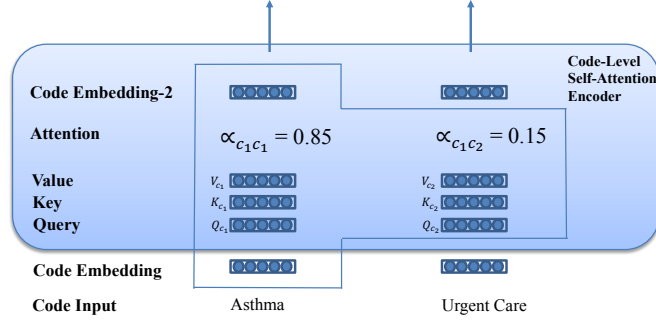 Code-Level
Self-Attention
Encoder
Code Embedding-2
Attention ∝c₁c₁ = 0.85 ∝c₁c₂ = 0.15
Value Vc₁ Vc₂
Key Kc₁ Kc₂
Query Qc₁ Qc₂
Code Embedding
Code Input Asthma Urgent Care